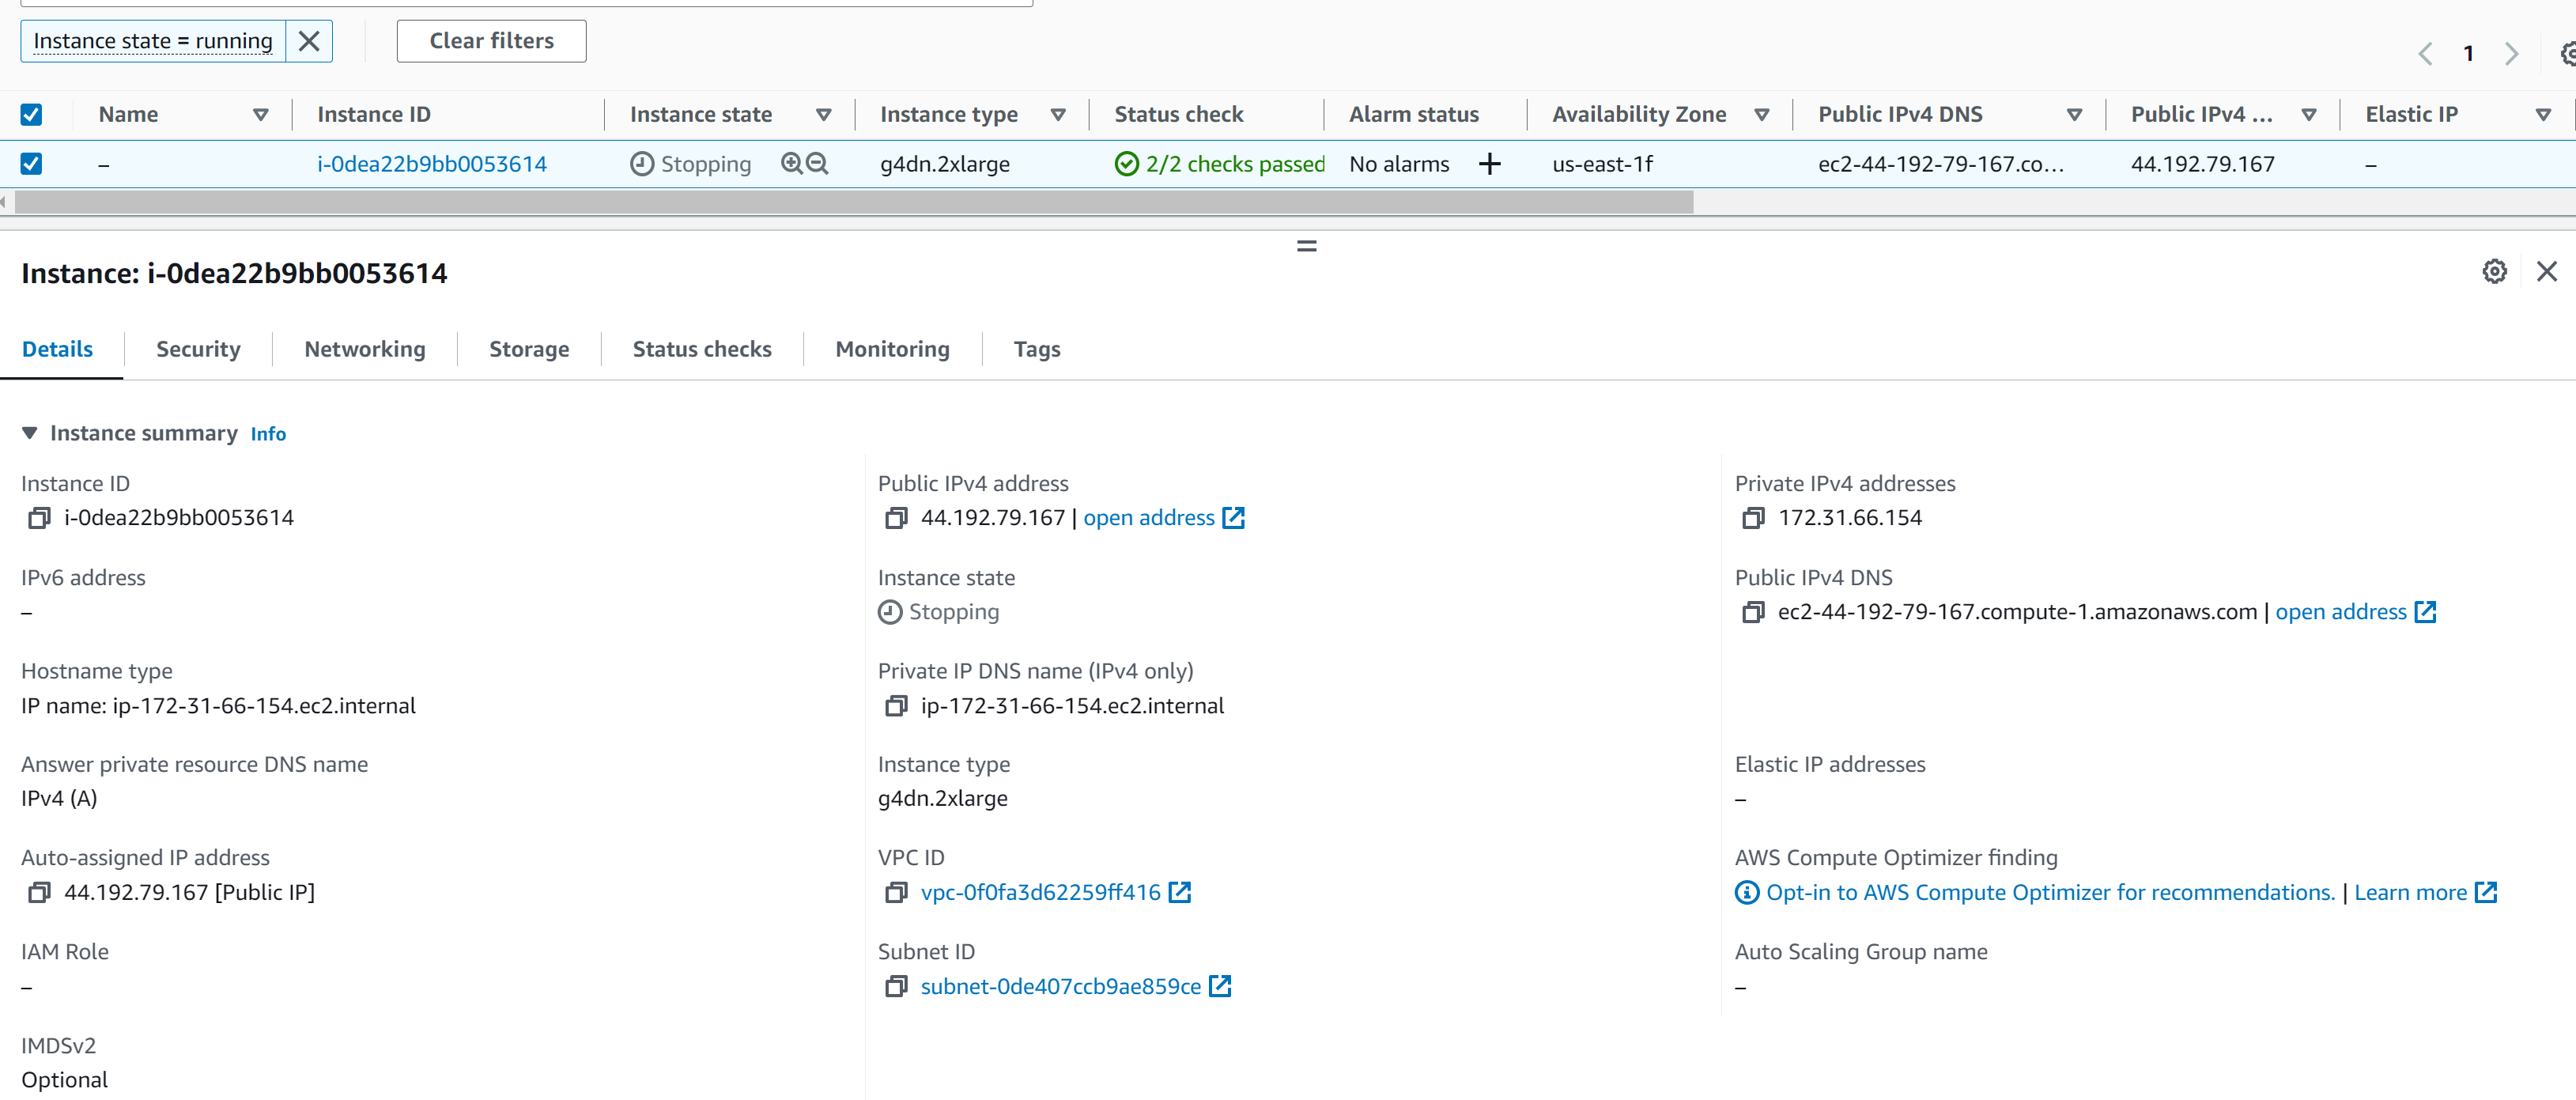 Instance state = running
Clear filters
1
Name Instance ID Instance state Instance type Status check Alarm status Availability Zone Public IPv4 DNS Public IPv4 ... Elastic IP
– i-0dea22b9bb0053614 Stopping g4dn.2xlarge 2/2 checks passed No alarms + us-east-1f ec2-44-192-79-167.co... 44.192.79.167 –
Instance: i-0dea22b9bb0053614
Details Security Networking Storage Status checks Monitoring Tags
Instance summary Info
Instance ID
i-0dea22b9bb0053614
Public IPv4 address
44.192.79.167 | open address
Private IPv4 addresses
172.31.66.154
IPv6 address
–
Instance state
Stopping
Public IPv4 DNS
ec2-44-192-79-167.compute-1.amazonaws.com | open address
Hostname type
IP name: ip-172-31-66-154.ec2.internal
Private IP DNS name (IPv4 only)
ip-172-31-66-154.ec2.internal
Answer private resource DNS name
IPv4 (A)
Instance type
g4dn.2xlarge
Elastic IP addresses
–
Auto-assigned IP address
44.192.79.167 [Public IP]
VPC ID
vpc-0f0fa3d62259ff416
AWS Compute Optimizer finding
Opt-in to AWS Compute Optimizer for recommendations. | Learn more
IAM Role
–
Subnet ID
subnet-0de407ccb9ae859ce
Auto Scaling Group name
–
IMDSv2
Optional